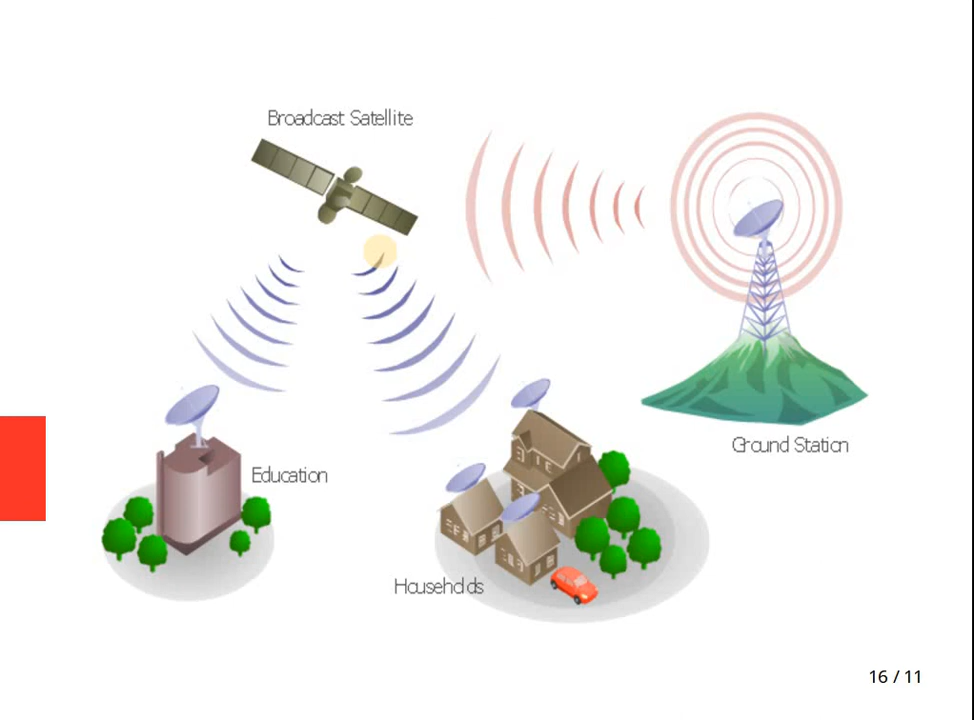 Broadcast Satellite
Ground Station
Education
Households
16 / 11